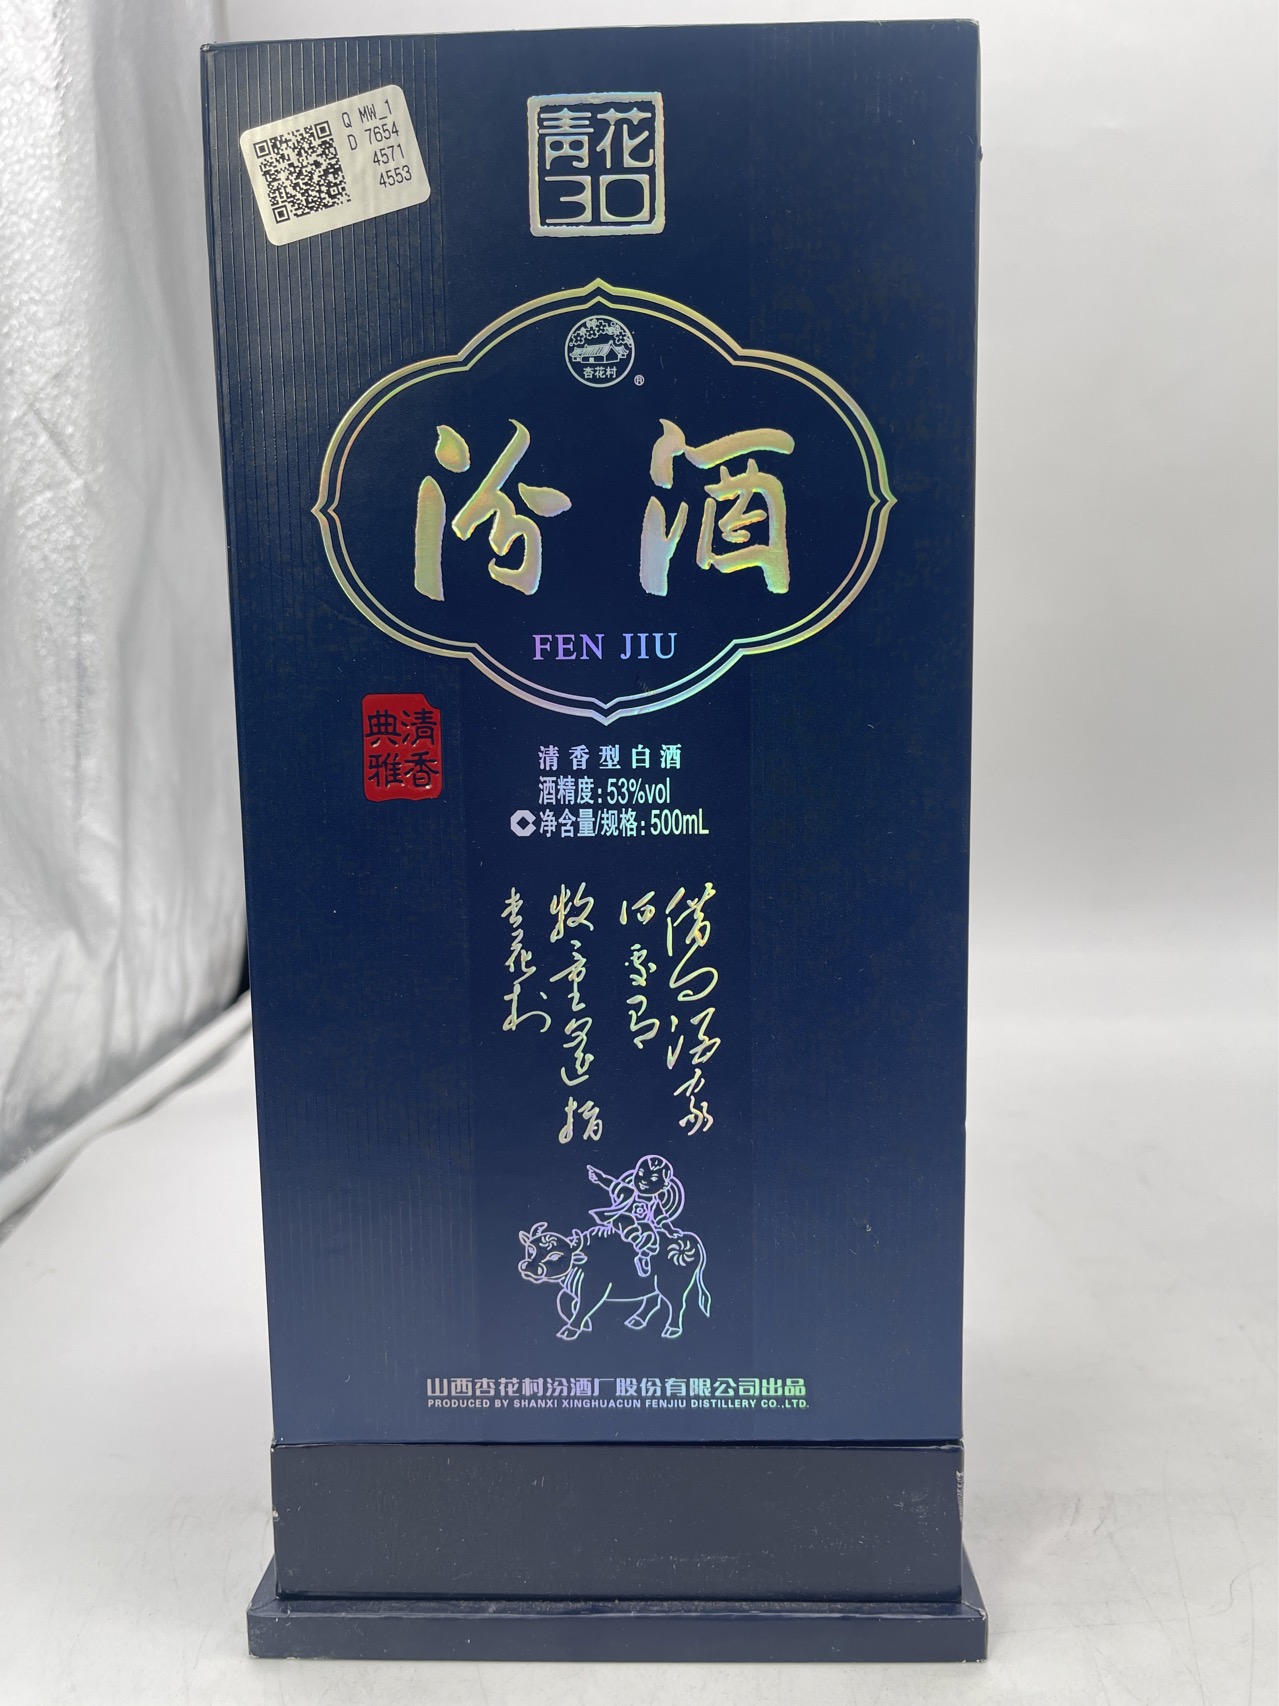 Q MW_1
D 7654
4571
4553
青花
30
杏花村
®
汾酒
FEN JIU
清香
典雅
清香型白酒
酒精度:53%vol
净含量/规格:500mL
借问酒家
何处有
牧童遥指
杏花村
山西杏花村汾酒厂股份有限公司出品
PRODUCED BY SHANXI XINGHUACUN FENJIU DISTILLERY CO.,LTD.